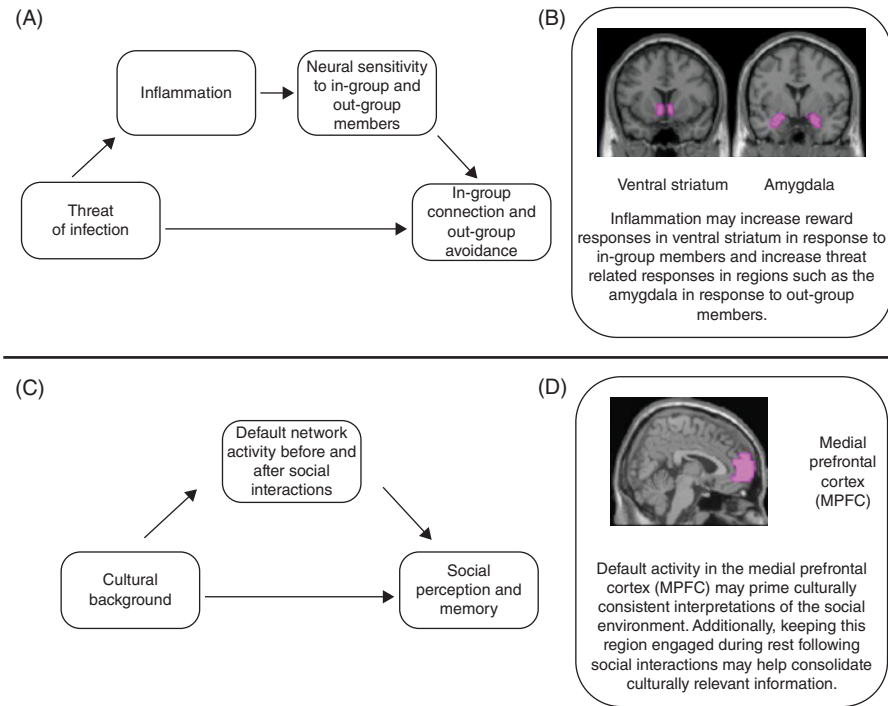 (A)
Inflammation
Neural sensitivity
to in-group and
out-group
members
Threat
of infection
In-group
connection and
out-group
avoidance
(B)
Ventral striatum
Amygdala
Inflammation may increase reward
responses in ventral striatum in response to
in-group members and increase threat
related responses in regions such as the
amygdala in response to out-group
members.
(C)
Default network
activity before and
after social
interactions
Cultural
background
Social
perception and
memory
(D)
Medial
prefrontal
cortex
(MPFC)
Default activity in the medial prefrontal
cortex (MPFC) may prime culturally
consistent interpretations of the social
environment. Additionally, keeping this
region engaged during rest following
social interactions may help consolidate
culturally relevant information.